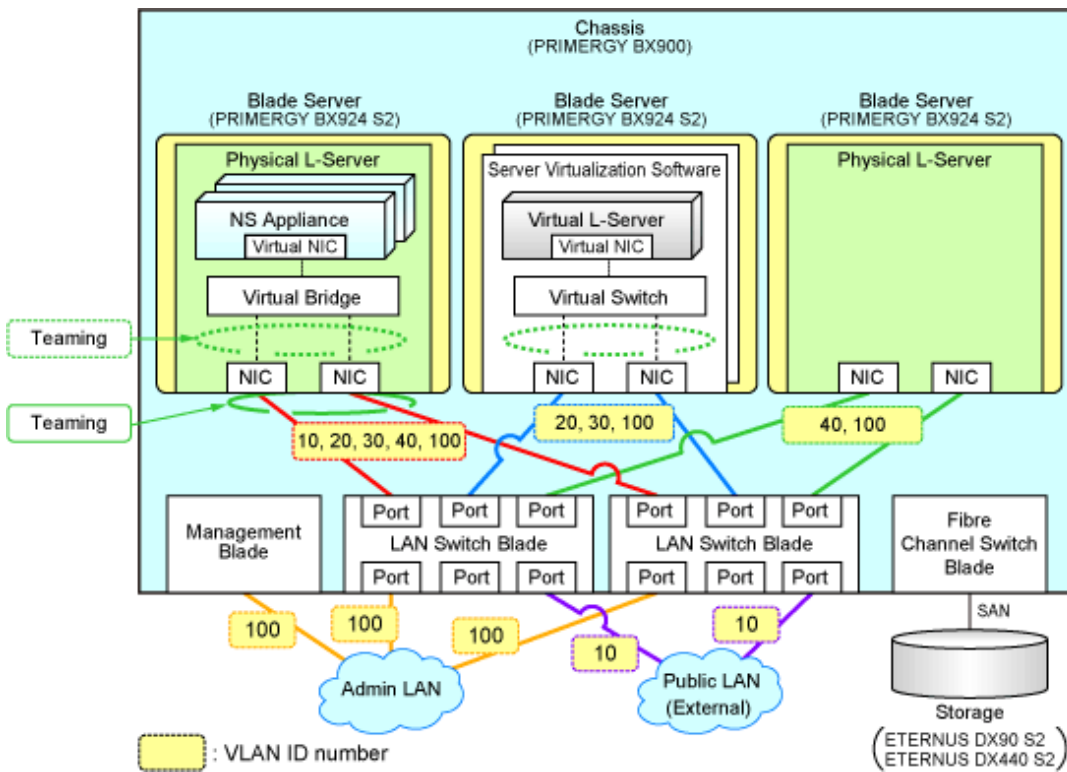 Chassis
(PRIMERGY BX900)
Blade Server
(PRIMERGY BX924 S2)
Blade Server
(PRIMERGY BX924 S2)
Blade Server
(PRIMERGY BX924 S2)
Physical L-Server
NS Appliance
Virtual NIC
Virtual Bridge
NIC
NIC
Server Virtualization Software
Virtual L-Server
Virtual NIC
Virtual Switch
NIC
NIC
Physical L-Server
NIC
NIC
Teaming
Teaming
10, 20, 30, 40, 100
20, 30, 100
40, 100
Management
Blade
Port
Port
Port
LAN Switch Blade
Port
Port
Port
Port
Port
Port
LAN Switch Blade
Port
Port
Port
Fibre
Channel Switch
Blade
100
100
100
10
10
SAN
Admin LAN
Public LAN
(External)
Storage
(ETERNUS DX90 S2
ETERNUS DX440 S2)
: VLAN ID number